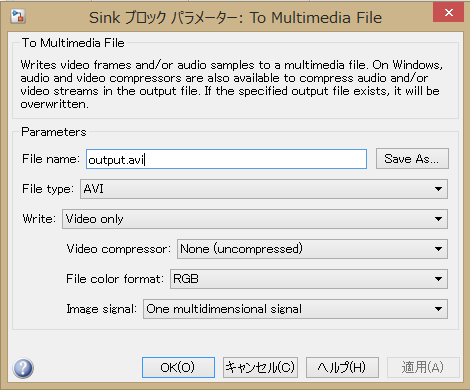 Sink ブロック パラメーター: To Multimedia File
To Multimedia File
Writes video frames and/or audio samples to a multimedia file. On Windows,
audio and video compressors are also available to compress audio and/or
video streams in the output file. If the specified output file exists, it will be
overwritten.
Parameters
File name: output.avi Save As...
File type: AVI
Write: Video only
Video compressor: None (uncompressed)
File color format: RGB
Image signal: One multidimensional signal
OK(O) キャンセル(C) ヘルプ(H) 適用(A)